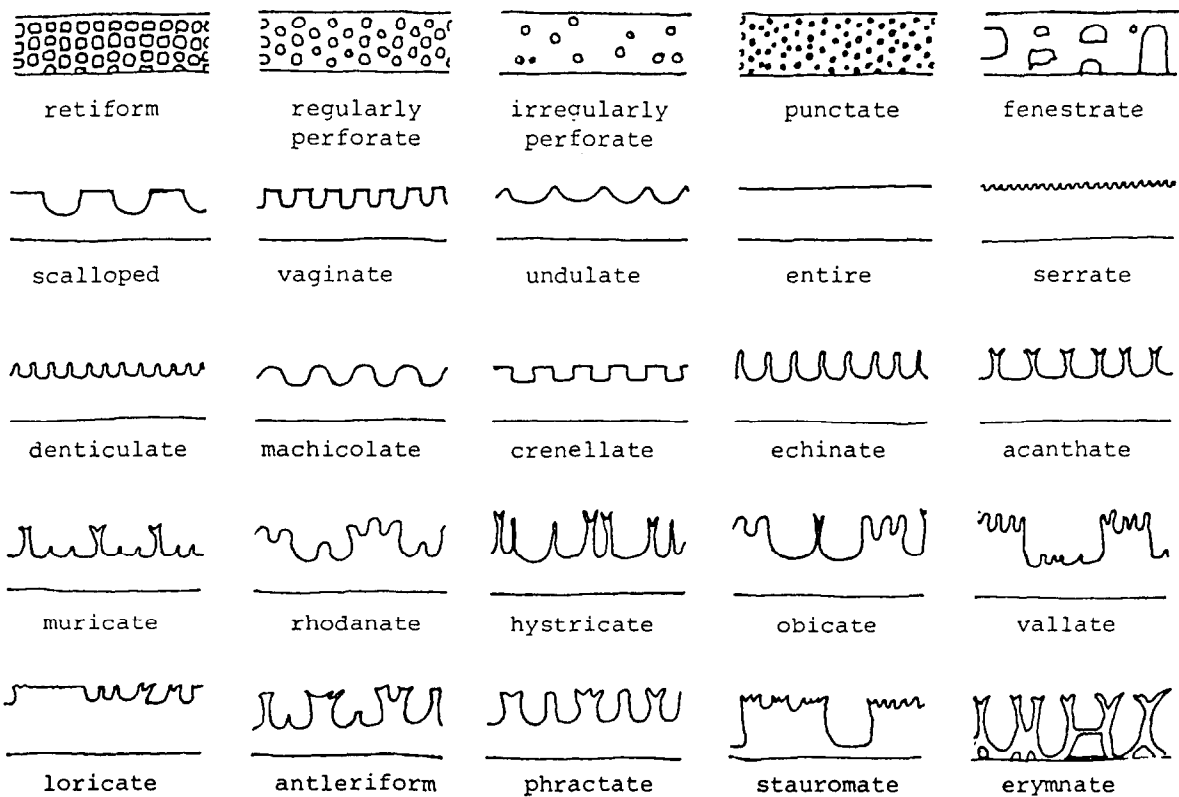 retiform regularly irregularly punctate fenestrate
perforate perforate
scalloped vaginate undulate entire serrate
denticulate machicolate crenellate echinate acanthate
muricate rhodanate hystricate obicate vallate
loricate antleriform phractate stauromate erymnate